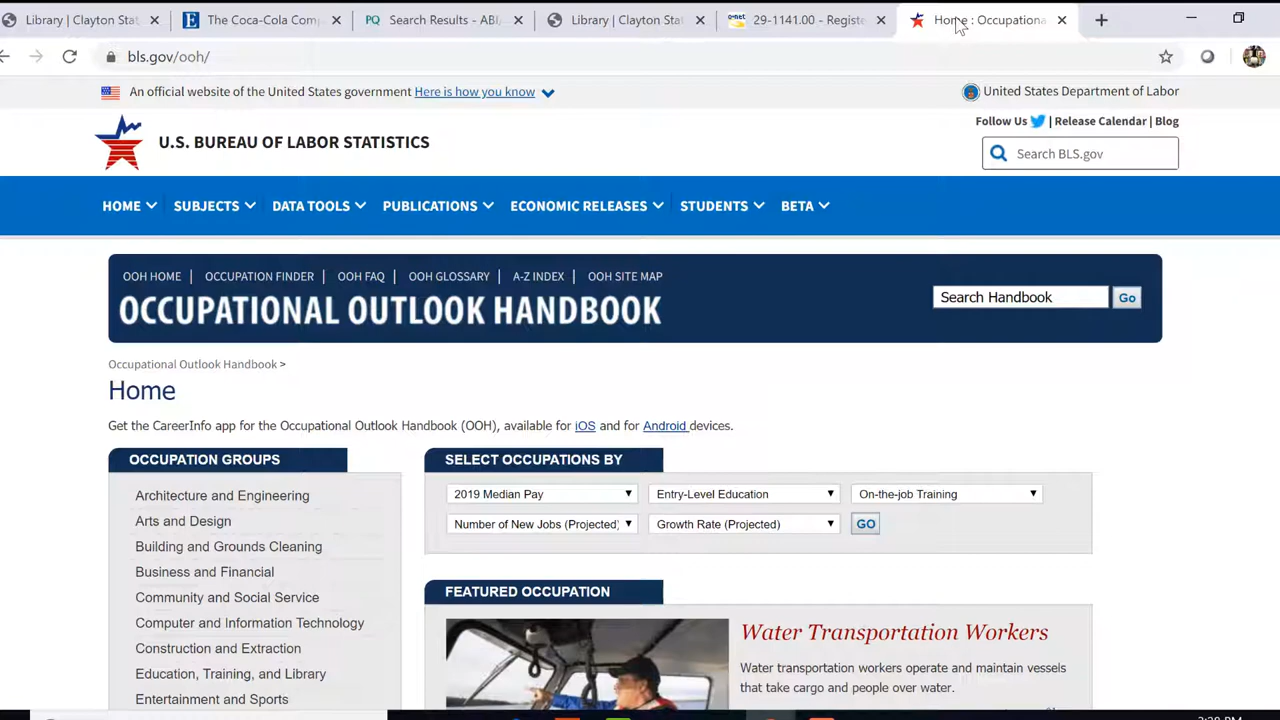 Library | Clayton Stat
The Coca-Cola Comp
PQ Search Results - ABI/
Library | Clayton Stat
o·net 29-1141.00 - Registe
Home : Occupationa
bls.gov/ooh/
An official website of the United States government Here is how you know
United States Department of Labor
Follow Us | Release Calendar | Blog
U.S. BUREAU OF LABOR STATISTICS
Search BLS.gov
HOME SUBJECTS DATA TOOLS PUBLICATIONS ECONOMIC RELEASES STUDENTS BETA
OOH HOME | OCCUPATION FINDER | OOH FAQ | OOH GLOSSARY | A-Z INDEX | OOH SITE MAP
OCCUPATIONAL OUTLOOK HANDBOOK
Search Handbook Go
Occupational Outlook Handbook >
Home
Get the CareerInfo app for the Occupational Outlook Handbook (OOH), available for iOS and for Android devices.
OCCUPATION GROUPS
Architecture and Engineering
Arts and Design
Building and Grounds Cleaning
Business and Financial
Community and Social Service
Computer and Information Technology
Construction and Extraction
Education, Training, and Library
Entertainment and Sports
SELECT OCCUPATIONS BY
2019 Median Pay Entry-Level Education On-the-job Training
Number of New Jobs (Projected) Growth Rate (Projected) GO
FEATURED OCCUPATION
Water Transportation Workers
Water transportation workers operate and maintain vessels
that take cargo and people over water.